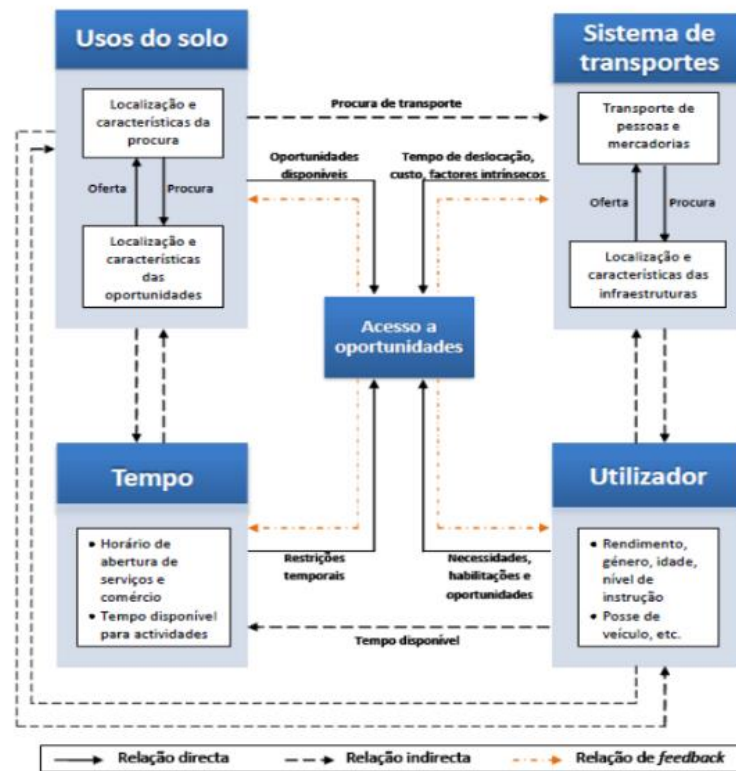 Usos do solo
Sistema de
transportes
Localização e
características da
procura
Oferta
Procura
Localização e
características
das
oportunidades
Procura de transporte
Oportunidades
disponíveis
Tempo de deslocação,
custo, factores intrínsecos
Transporte de
pessoas e
mercadorias
Oferta
Procura
Localização e
características das
infraestruturas
Acesso a
oportunidades
Tempo
Utilizador
• Horário de
abertura de
serviços e
comércio
• Tempo disponível
para actividades
Restrições
temporais
Necessidades,
habilitações e
oportunidades
• Rendimento,
género, idade,
nível de
instrução
• Posse de
veículo, etc.
Tempo disponível
Relação directa
Relação indirecta
Relação de feedback